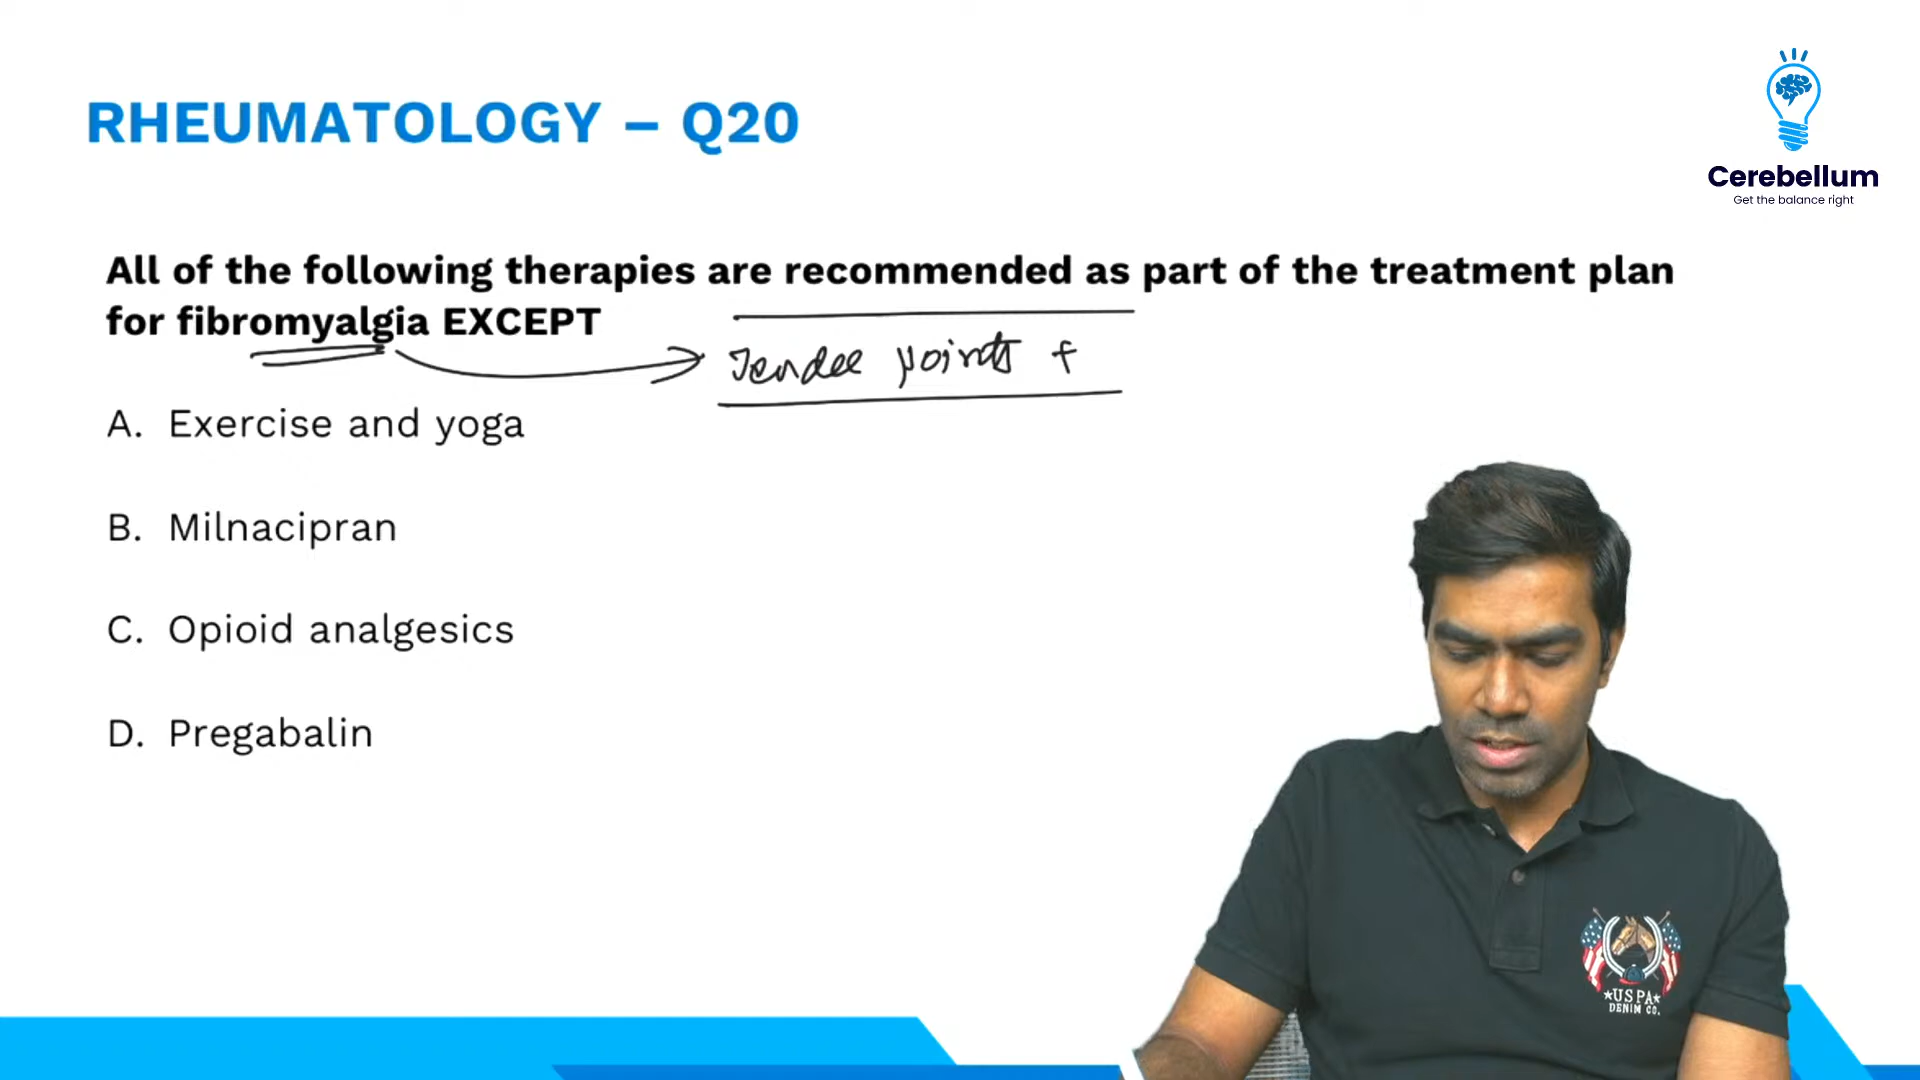 RHEUMATOLOGY – Q20
Cerebellum
Get the balance right
All of the following therapies are recommended as part of the treatment plan
for fibromyalgia EXCEPT
Tender points +
A. Exercise and yoga
B. Milnacipran
C. Opioid analgesics
D. Pregabalin
USPA
DENIM CO.